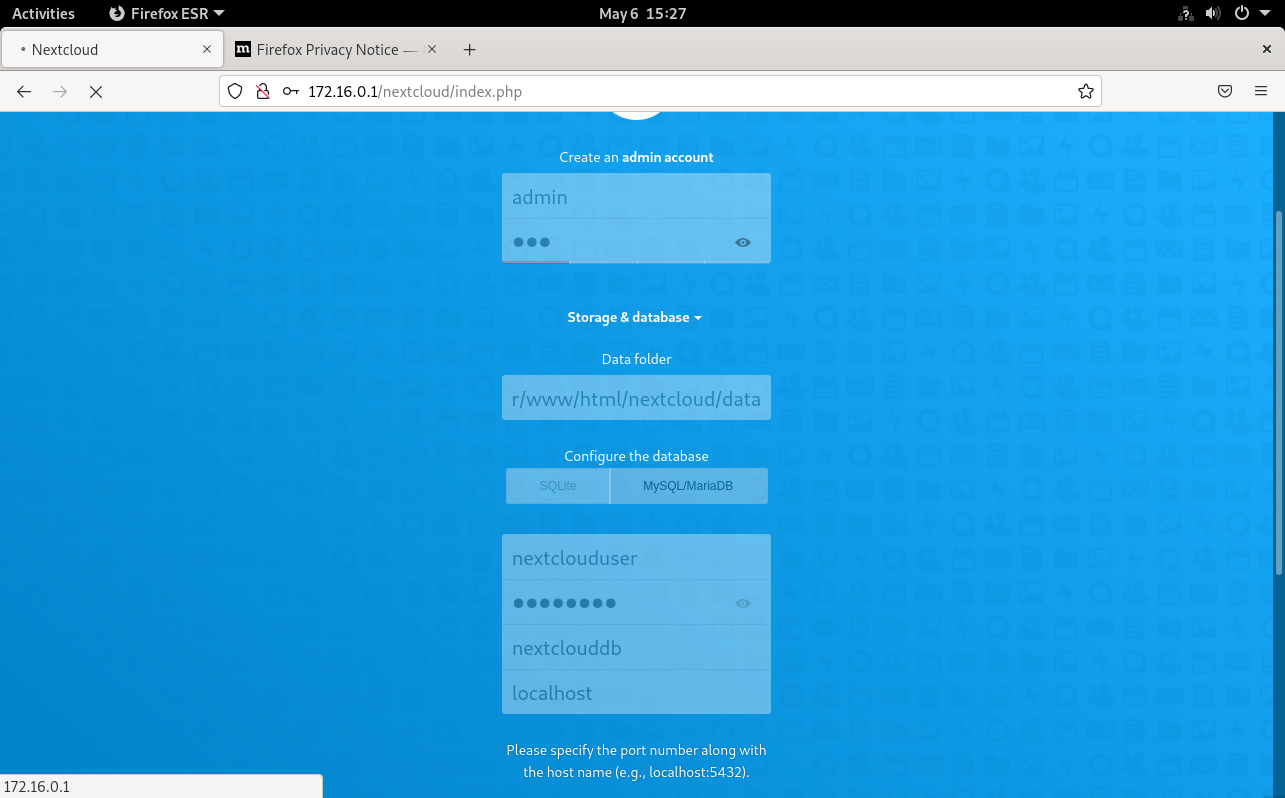 Activities
Firefox ESR
May 6 15:27
Nextcloud
Firefox Privacy Notice —
172.16.0.1/nextcloud/index.php
Create an admin account
admin
●●●
Storage & database
Data folder
r/www/html/nextcloud/data
Configure the database
SQLite
MySQL/MariaDB
nextclouduser
●●●●●●●●
nextclouddb
localhost
Please specify the port number along with
the host name (e.g., localhost:5432).
172.16.0.1